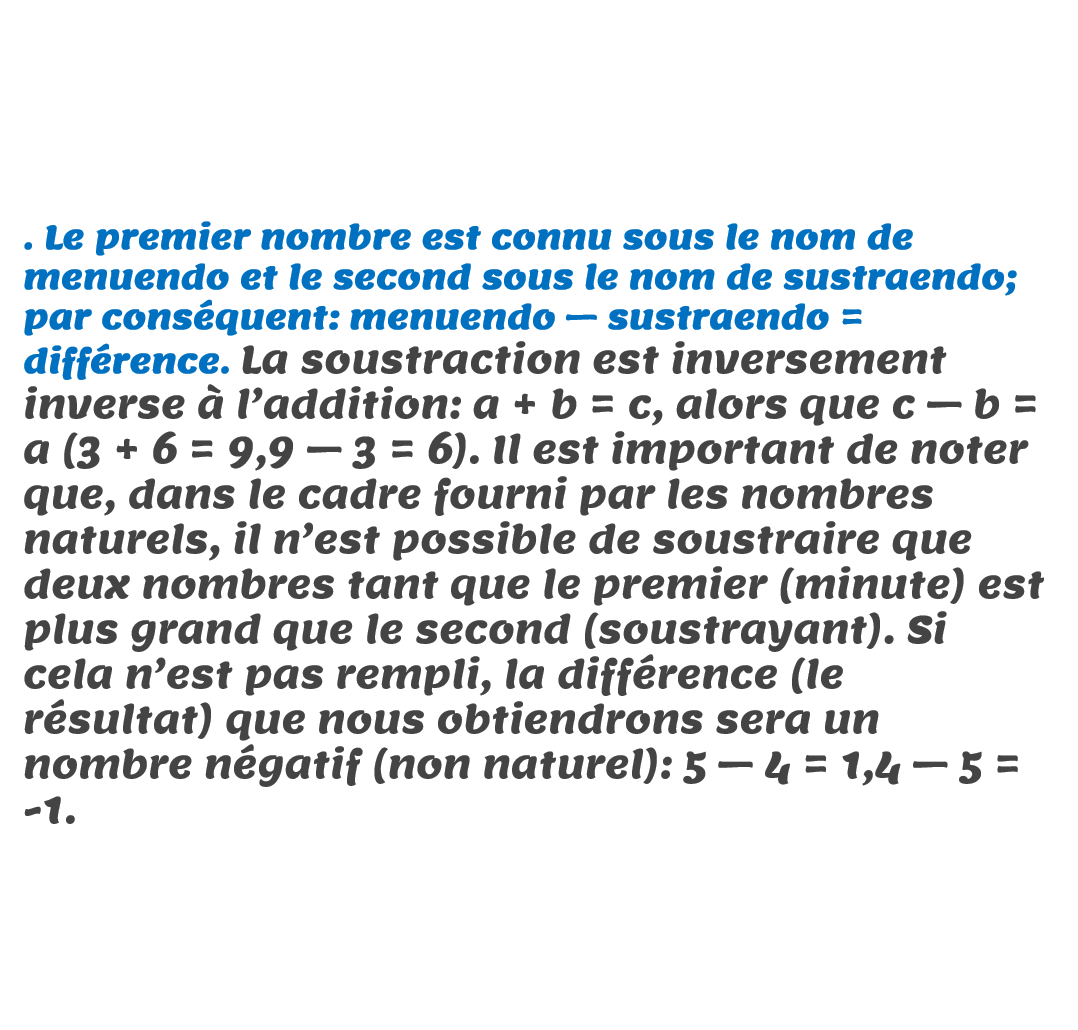 . Le premier nombre est connu sous le nom de
menuendo et le second sous le nom de sustraendo;
par conséquent: menuendo — sustraendo =
différence. La soustraction est inversement
inverse à l’addition: a + b = c, alors que c — b =
a (3 + 6 = 9,9 — 3 = 6). Il est important de noter
que, dans le cadre fourni par les nombres
naturels, il n’est possible de soustraire que
deux nombres tant que le premier (minute) est
plus grand que le second (soustrayant). Si
cela n’est pas rempli, la différence (le
résultat) que nous obtiendrons sera un
nombre négatif (non naturel): 5 — 4 = 1,4 — 5 =
-1.